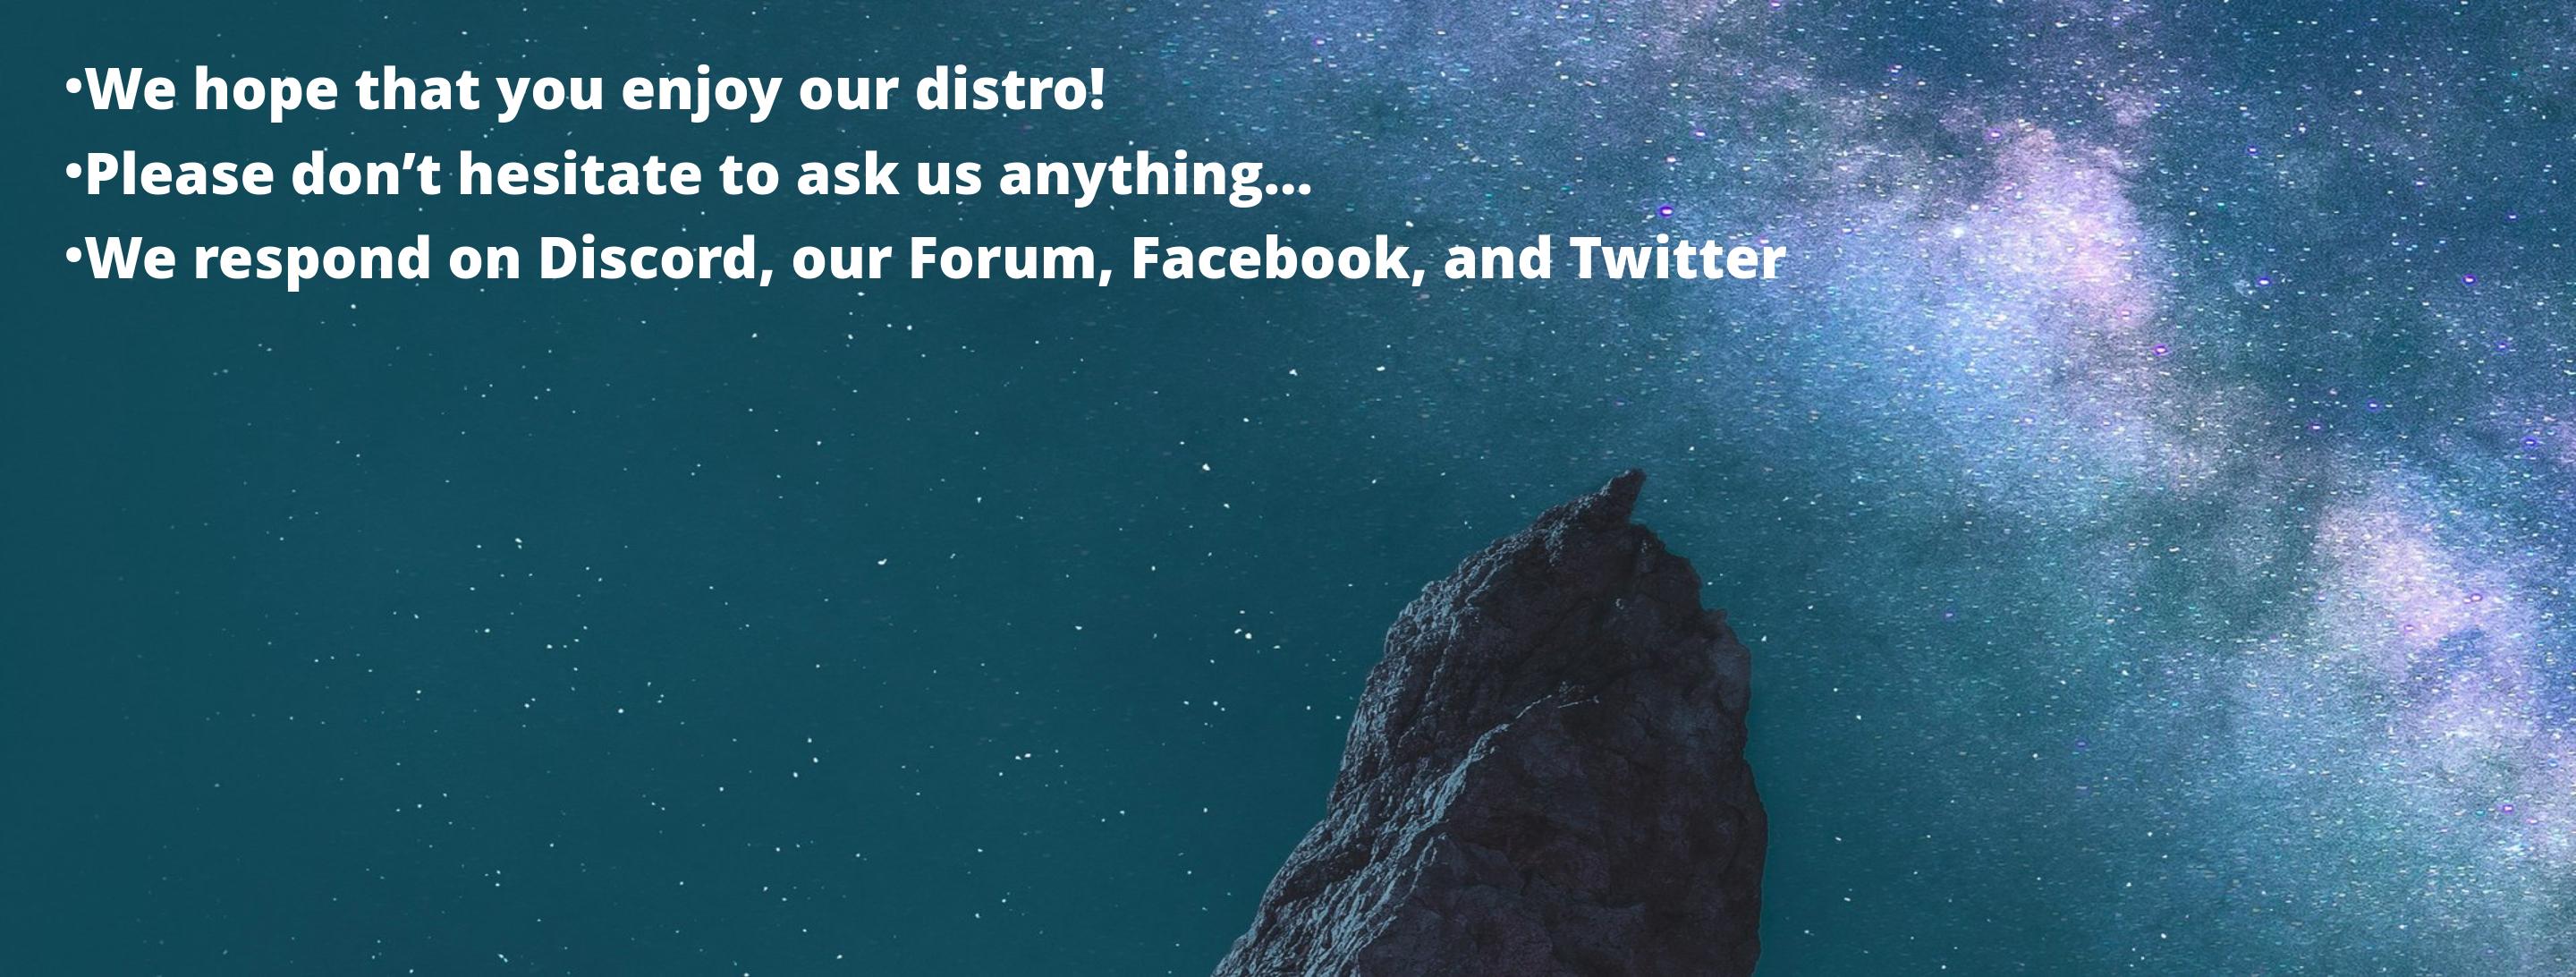 •We hope that you enjoy our distro!
•Please don’t hesitate to ask us anything...
•We respond on Discord, our Forum, Facebook, and Twitter